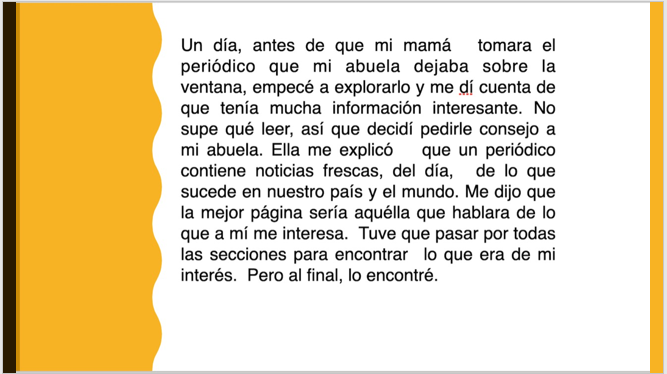 Un día, antes de que mi mamá tomara el
periódico que mi abuela dejaba sobre la
ventana, empecé a explorarlo y me dí cuenta de
que tenía mucha información interesante. No
supe qué leer, así que decidí pedirle consejo a
mi abuela. Ella me explicó que un periódico
contiene noticias frescas, del día, de lo que
sucede en nuestro país y el mundo. Me dijo que
la mejor página sería aquélla que hablara de lo
que a mí me interesa. Tuve que pasar por todas
las secciones para encontrar lo que era de mi
interés. Pero al final, lo encontré.